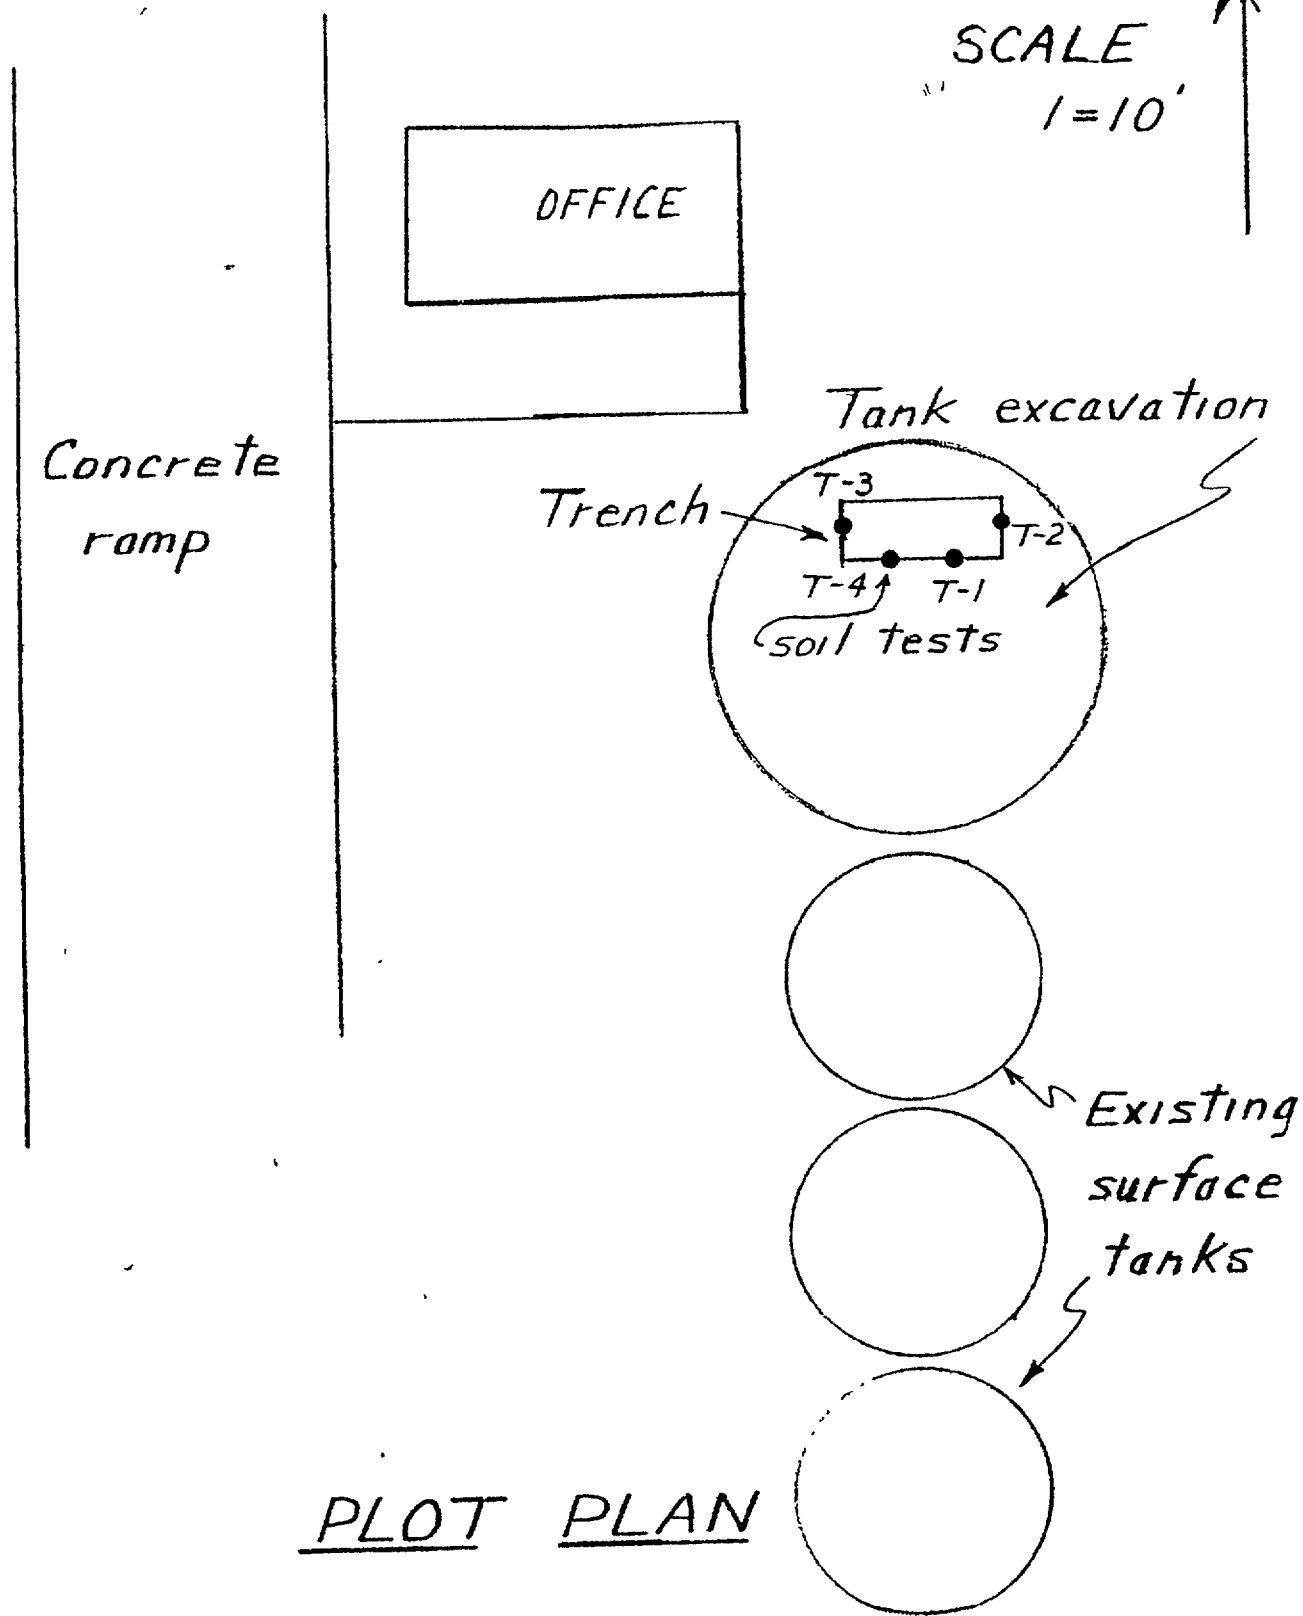 SCALE
1"=10'
OFFICE
Tank excavation
Concrete
ramp
Trench
T-3
T-2
T-4
T-1
soil tests
Existing
surface
tanks
PLOT PLAN